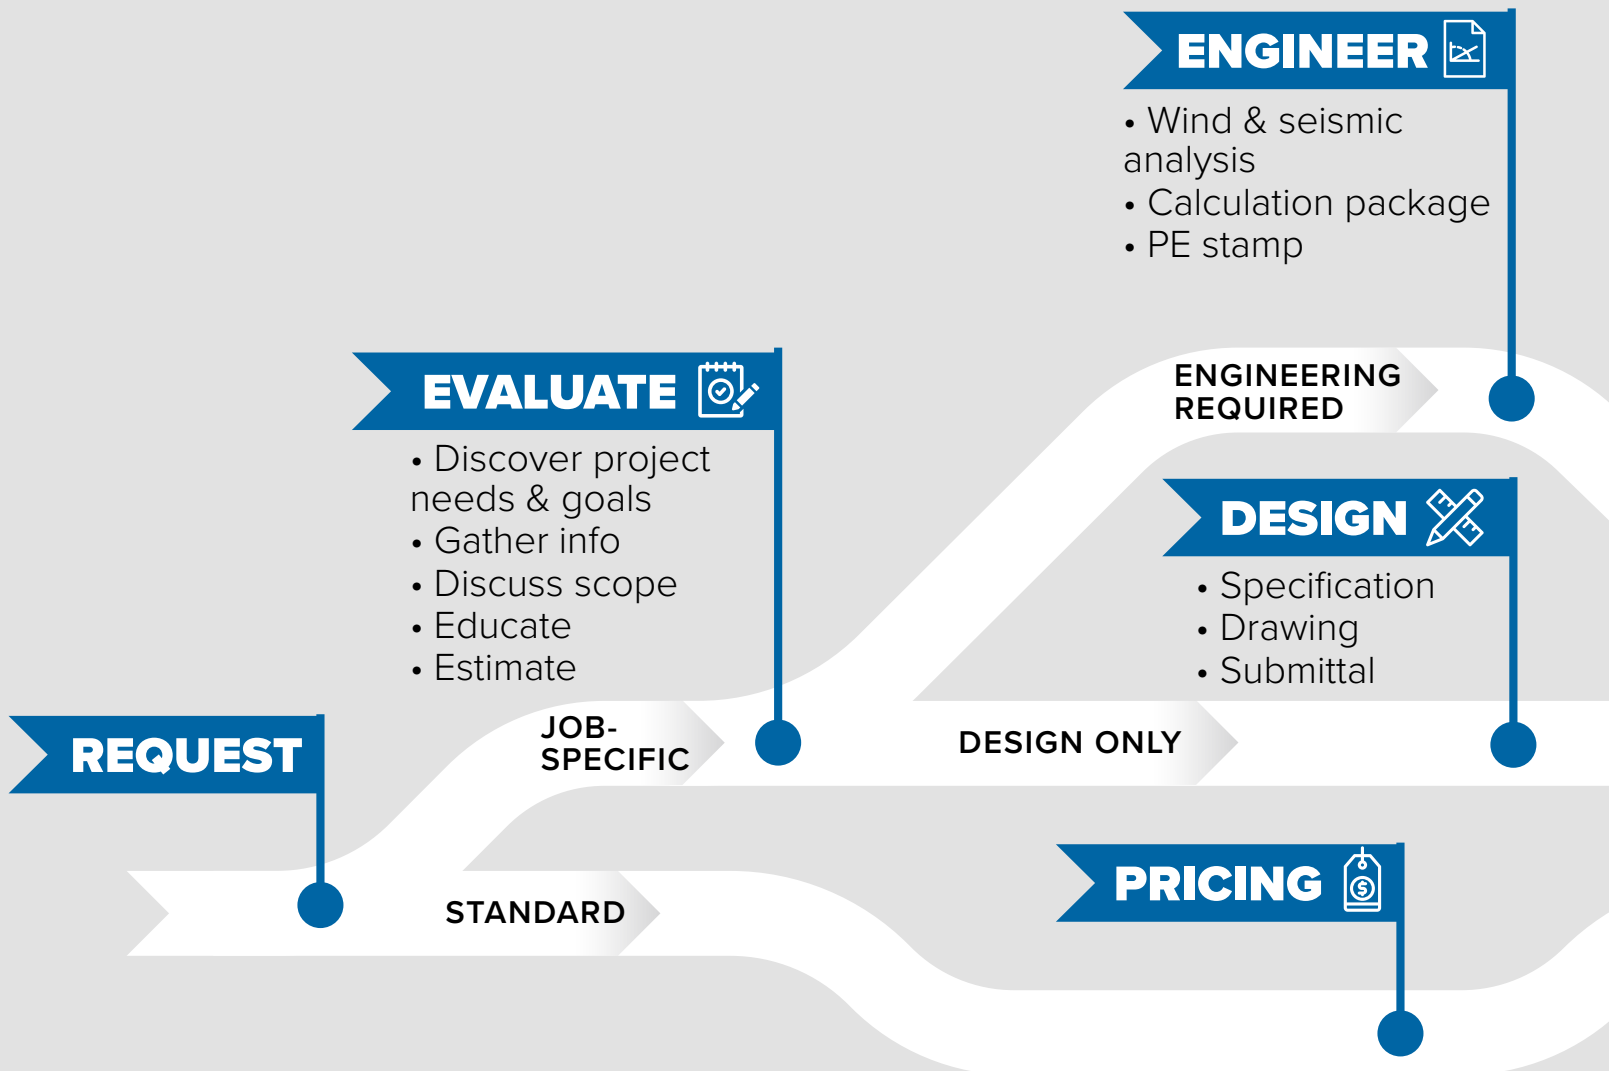 ENGINEER
• Wind & seismic
analysis
• Calculation package
• PE stamp
EVALUATE
• Discover project
needs & goals
• Gather info
• Discuss scope
• Educate
• Estimate
ENGINEERING
REQUIRED
DESIGN
• Specification
• Drawing
• Submittal
REQUEST
JOB-
SPECIFIC
DESIGN ONLY
STANDARD
PRICING
$